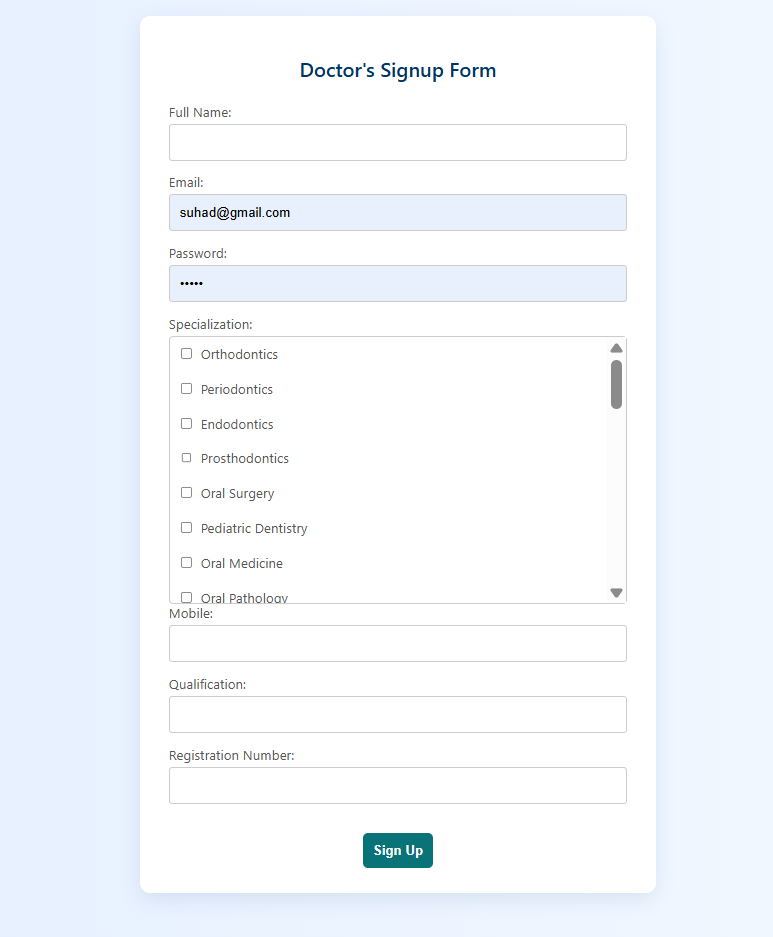 Doctor's Signup Form
Full Name:
Email:
suhad@gmail.com
Password:
•••••
Specialization:
Orthodontics
Periodontics
Endodontics
Prosthodontics
Oral Surgery
Pediatric Dentistry
Oral Medicine
Oral Pathology
Mobile:
Qualification:
Registration Number:
Sign Up